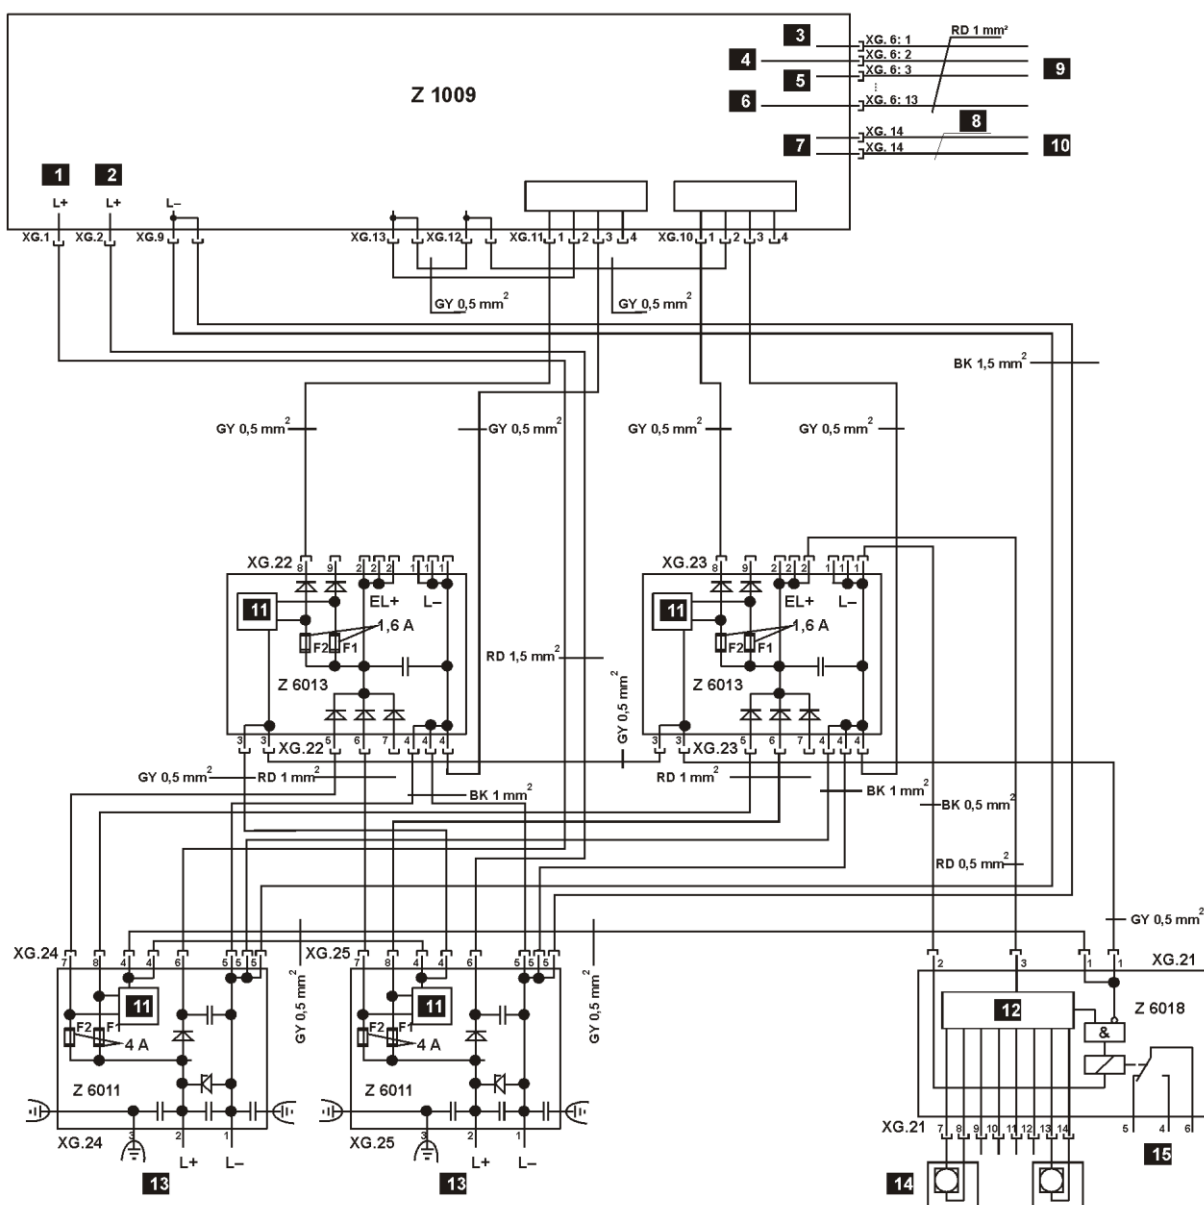 3 XG. 6: 1 RD 1 mm²
4 XG. 6: 2
5 XG. 6: 3 9
Z 1009
6 XG. 6: 13
8
7 XG. 14 10
XG. 14
1 2
L+ L+ L–
XG.1 XG.2 XG.9 XG.13 XG.12 XG.11 1 2 3 4 XG.10 1 2 3 4
GY 0,5 mm² GY 0,5 mm²
BK 1,5 mm²
GY 0,5 mm² GY 0,5 mm² GY 0,5 mm² GY 0,5 mm²
XG.22 8 9 2 2 2 1 1 1 XG.23 8 9 2 2 2 1 1 1
11 EL+ L– 11 EL+ L–
1,6 A 1,6 A
F2 F1 F2 F1
RD 1,5 mm²
Z 6013 Z 6013
GY 0,5 mm²
3 3 XG.22 5 6 7 4 4 4 3 3 XG.23 5 6 7 4 4 4
GY 0,5 mm² RD 1 mm² RD 1 mm²
BK 1 mm² BK 1 mm²
BK 0,5 mm²
RD 0,5 mm²
GY 0,5 mm²
XG.24 7 8 4 4 6 5 5 5 XG.25 7 8 4 4 6 5 5 5 2 3 1 1 XG.21
GY 0,5 mm² GY 0,5 mm²
11 11 12 Z 6018
F2 F1 F2 F1 &
4 A 4 A
Z 6011 Z 6011
XG.24 3 2 1 XG.25 3 2 1 XG.21 7 8 9 10 11 12 13 14 5 4 6
L+ L– L+ L– 15
13 13 14